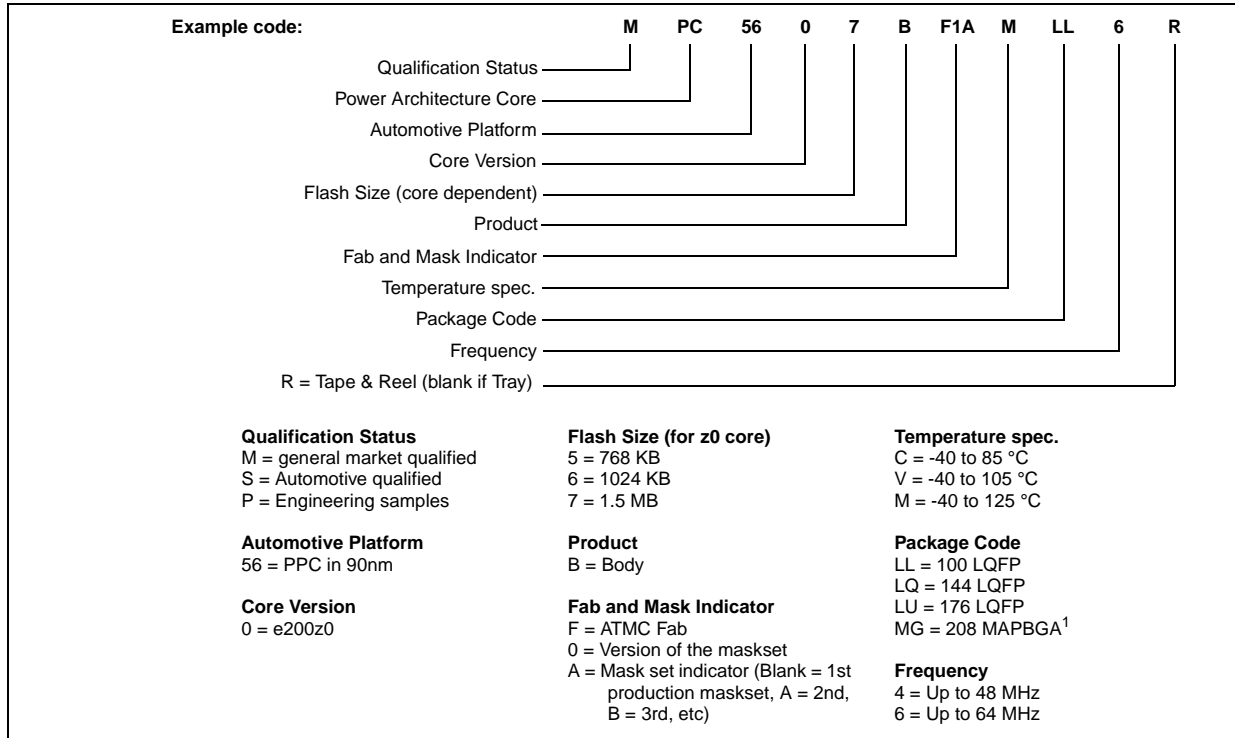 Example code: M PC 56 0 7 B F1A M LL 6 R
Qualification Status
Power Architecture Core
Automotive Platform
Core Version
Flash Size (core dependent)
Product
Fab and Mask Indicator
Temperature spec.
Package Code
Frequency
R = Tape & Reel (blank if Tray)
Qualification Status
M = general market qualified
S = Automotive qualified
P = Engineering samples
Automotive Platform
56 = PPC in 90nm
Core Version
0 = e200z0
Flash Size (for z0 core)
5 = 768 KB
6 = 1024 KB
7 = 1.5 MB
Product
B = Body
Fab and Mask Indicator
F = ATMC Fab
0 = Version of the maskset
A = Mask set indicator (Blank = 1st
production maskset, A = 2nd,
B = 3rd, etc)
Temperature spec.
C = -40 to 85 °C
V = -40 to 105 °C
M = -40 to 125 °C
Package Code
LL = 100 LQFP
LQ = 144 LQFP
LU = 176 LQFP
MG = 208 MAPBGA1
Frequency
4 = Up to 48 MHz
6 = Up to 64 MHz